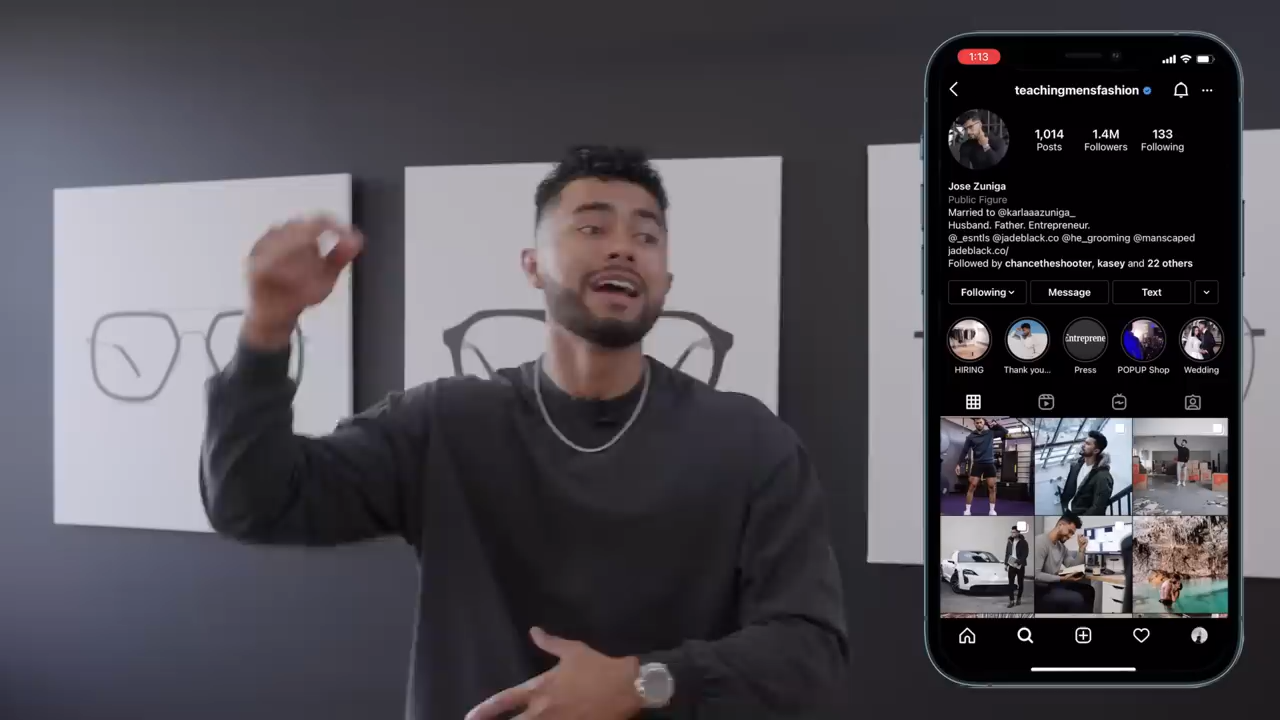 1:13
teachingmensfashion
1,014 1.4M 133
Posts Followers Following
Jose Zuniga
Public Figure
Married to @karlaaazuniga_
Husband. Father. Entrepreneur.
@_esntls @jadeblack.co @he_grooming @manscaped
jadeblack.co/
Followed by chancetheshooter, kasey and 22 others
Following Message Text
Entreprene
HIRING Thank you... Press POPUP Shop Wedding